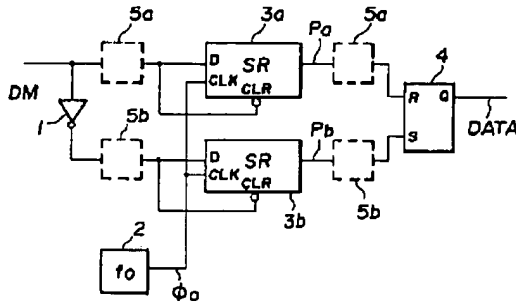 5a 3a Pa 5a
D SR
CLK
CLR
4
R Q
S
DATA
DM
1
5b
D SR
CLK
CLR
Pb
3b
5b
2
fo
Φo